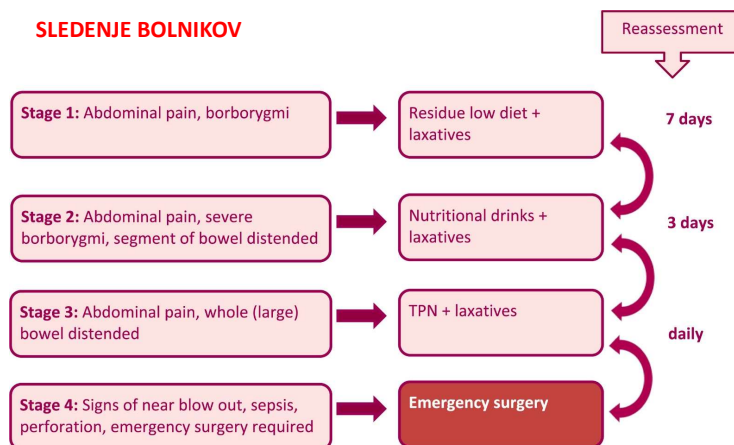 SLEDENJE BOLNIKOV
Reassessment
Stage 1: Abdominal pain, borborygmi
Residue low diet +
laxatives
7 days
Stage 2: Abdominal pain, severe
borborygmi, segment of bowel distended
Nutritional drinks +
laxatives
3 days
Stage 3: Abdominal pain, whole (large)
bowel distended
TPN + laxatives
daily
Stage 4: Signs of near blow out, sepsis,
perforation, emergency surgery required
Emergency surgery